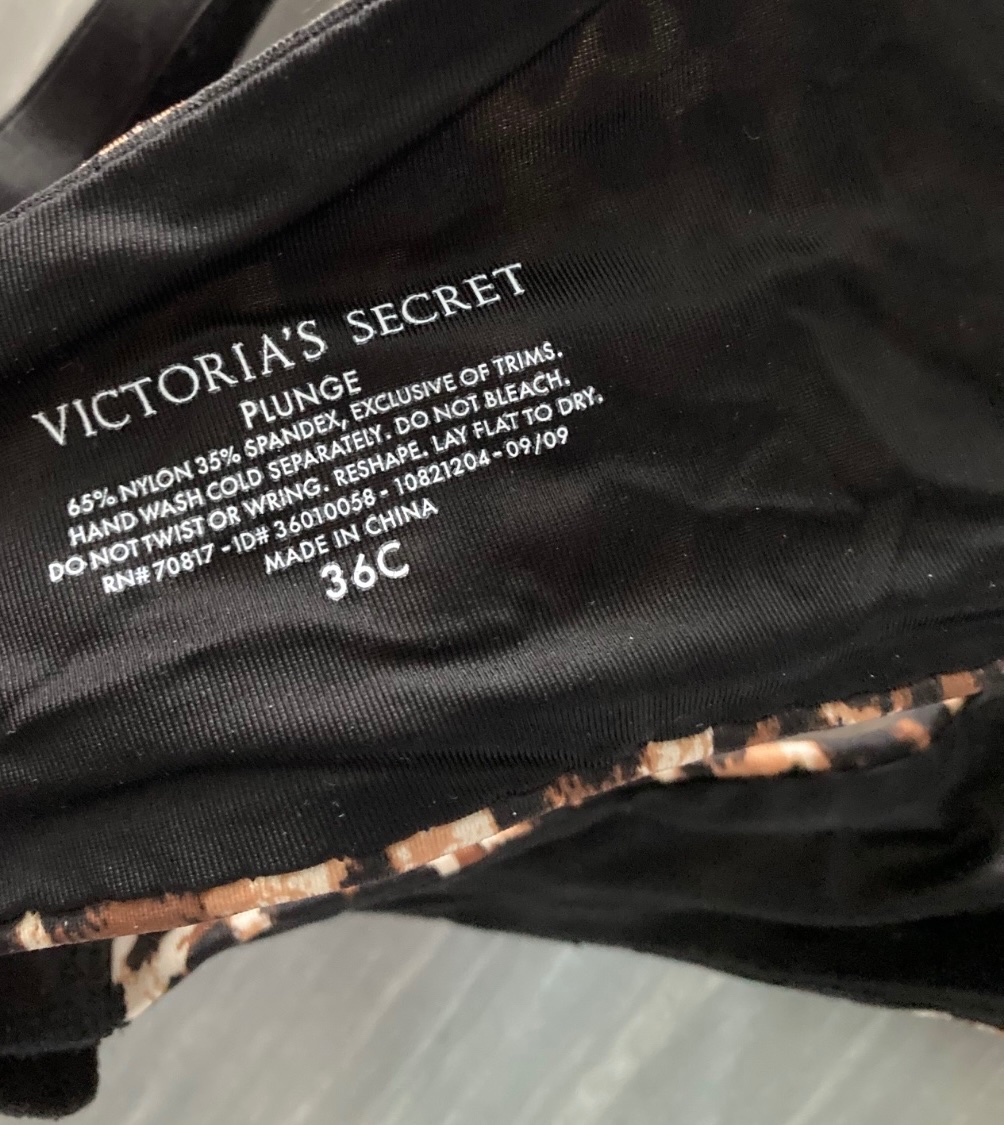 VICTORIA'S SECRET
PLUNGE
65% NYLON 35% SPANDEX, EXCLUSIVE OF TRIMS.
HAND WASH COLD SEPARATELY. DO NOT BLEACH.
DO NOT TWIST OR WRING. RESHAPE. LAY FLAT TO DRY.
RN# 70817 - ID# 36010058 - 10821204 - 09/09
MADE IN CHINA
36C